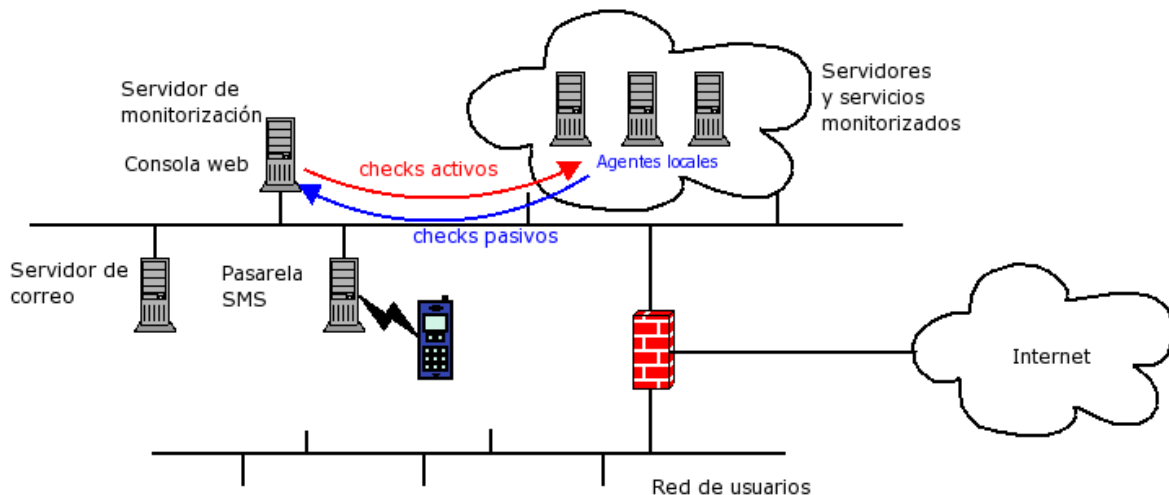 Servidor de
monitorización
Consola web
Servidores
y servicios
monitorizados
Agentes locales
checks activos
checks pasivos
Servidor de
correo
Pasarela
SMS
Internet
Red de usuarios